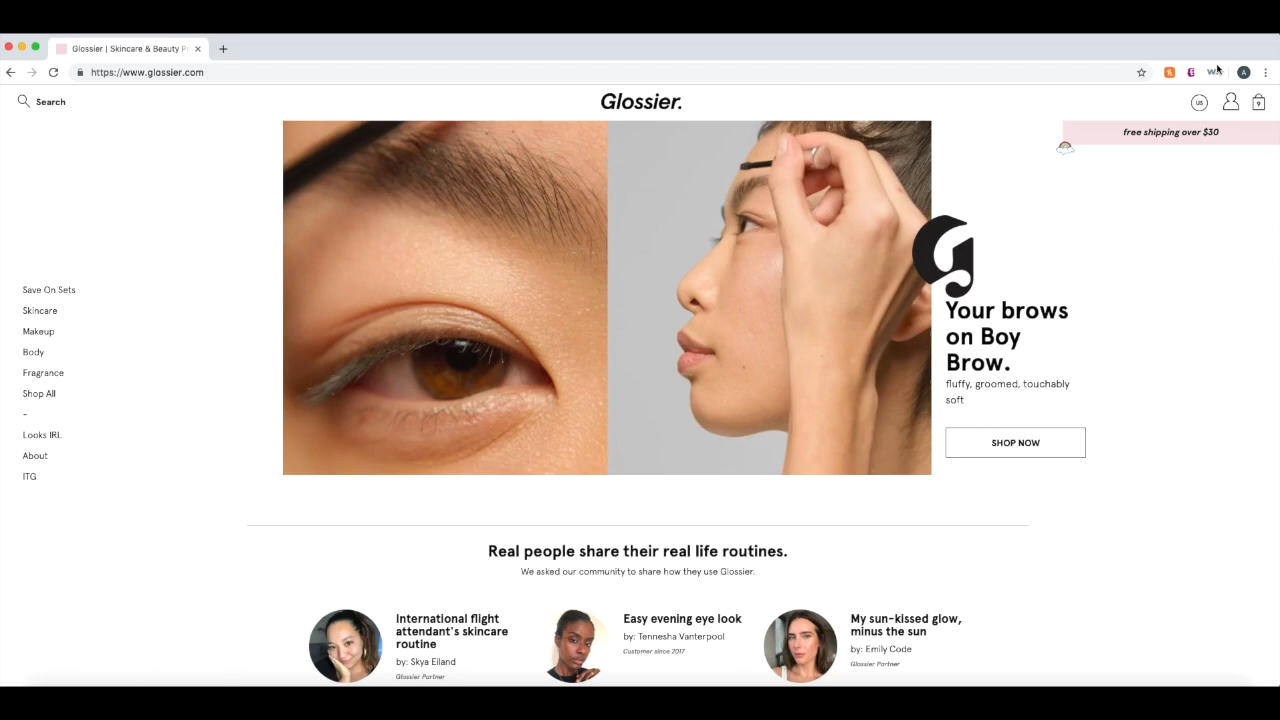 Glossier | Skincare & Beauty Pr
https://www.glossier.com
A
Search
Glossier.
US
9
free shipping over $30
Save On Sets
Skincare
Makeup
Body
Fragrance
Shop All
-
Looks IRL
About
ITG
Your brows
on Boy
Brow.
fluffy, groomed, touchably
soft
SHOP NOW
Real people share their real life routines.
We asked our community to share how they use Glossier.
International flight
attendant's skincare
routine
by: Skya Eiland
Glossier Partner
Easy evening eye look
by: Tennesha Vanterpool
Customer since 2017
My sun-kissed glow,
minus the sun
by: Emily Code
Glossier Partner